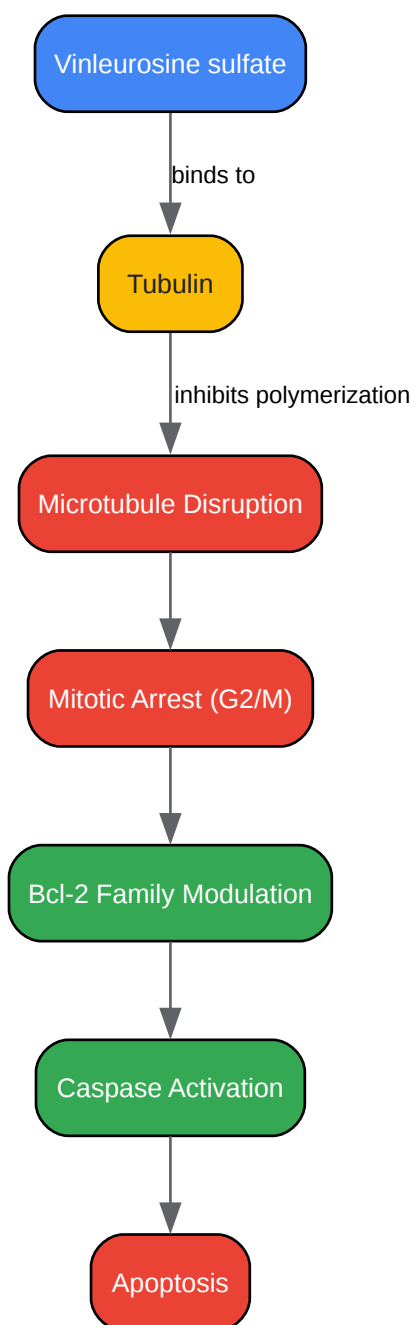 Vinleurosine sulfate
binds to
Tubulin
inhibits polymerization
Microtubule Disruption
Mitotic Arrest (G2/M)
Bcl-2 Family Modulation
Caspase Activation
Apoptosis